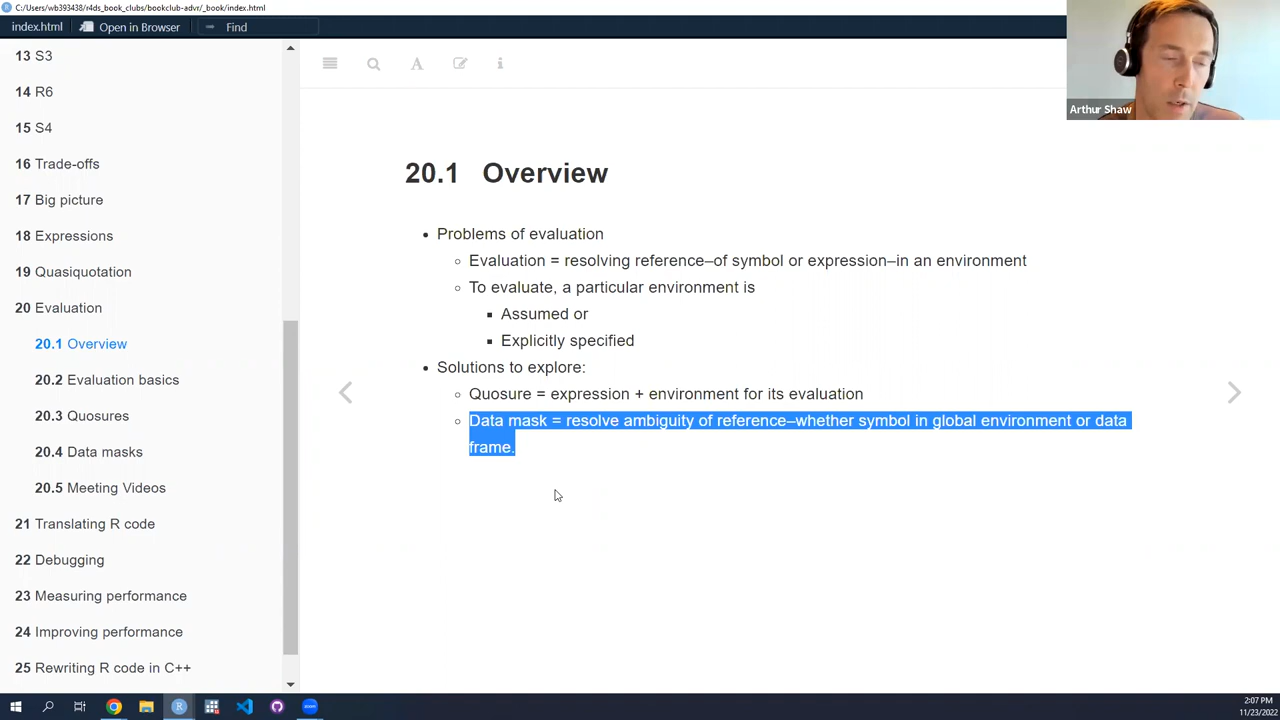 C:/Users/wb393438/r4ds_book_clubs/bookclub-advr/_book/index.html
index.html
Open in Browser
Find
13 S3
14 R6
15 S4
16 Trade-offs
17 Big picture
18 Expressions
19 Quasiquotation
20 Evaluation
20.1 Overview
20.2 Evaluation basics
20.3 Quosures
20.4 Data masks
20.5 Meeting Videos
21 Translating R code
22 Debugging
23 Measuring performance
24 Improving performance
25 Rewriting R code in C++
20.1 Overview
Problems of evaluation
Evaluation = resolving reference–of symbol or expression–in an environment
To evaluate, a particular environment is
Assumed or
Explicitly specified
Solutions to explore:
Quosure = expression + environment for its evaluation
Data mask = resolve ambiguity of reference–whether symbol in global environment or data
frame.
Arthur Shaw
2:07 PM
11/23/2022